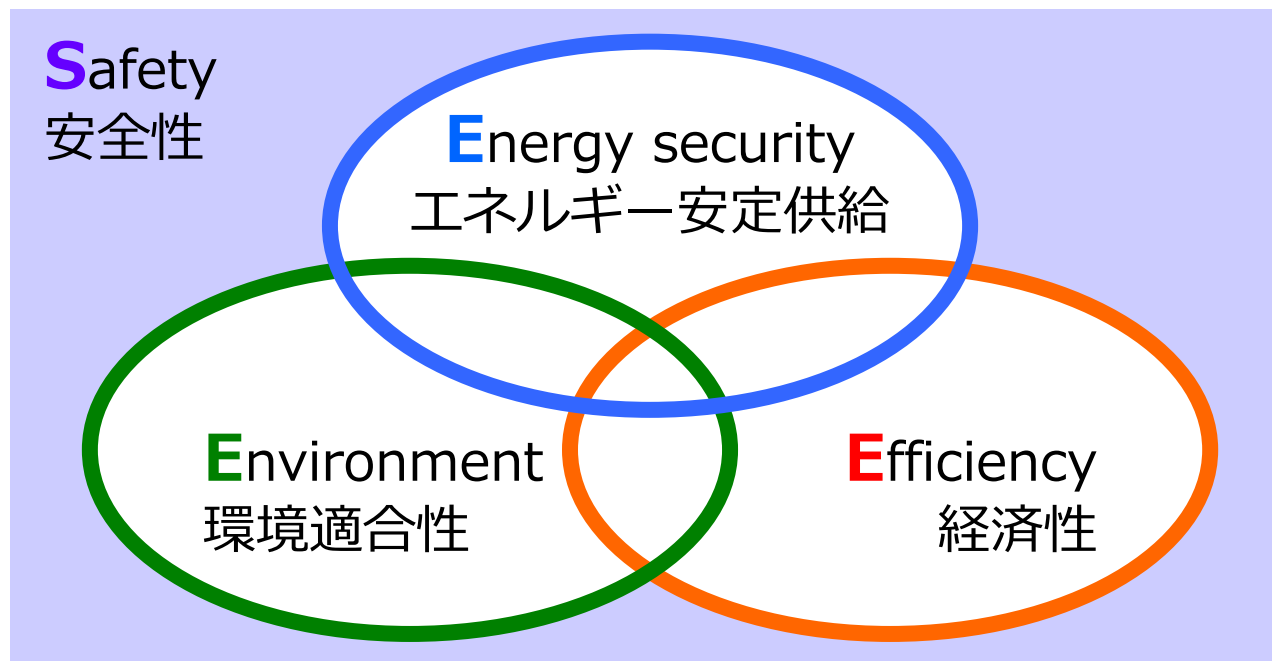 Safety
安全性
Energy security
エネルギー安定供給
Environment
環境適合性
Efficiency
経済性